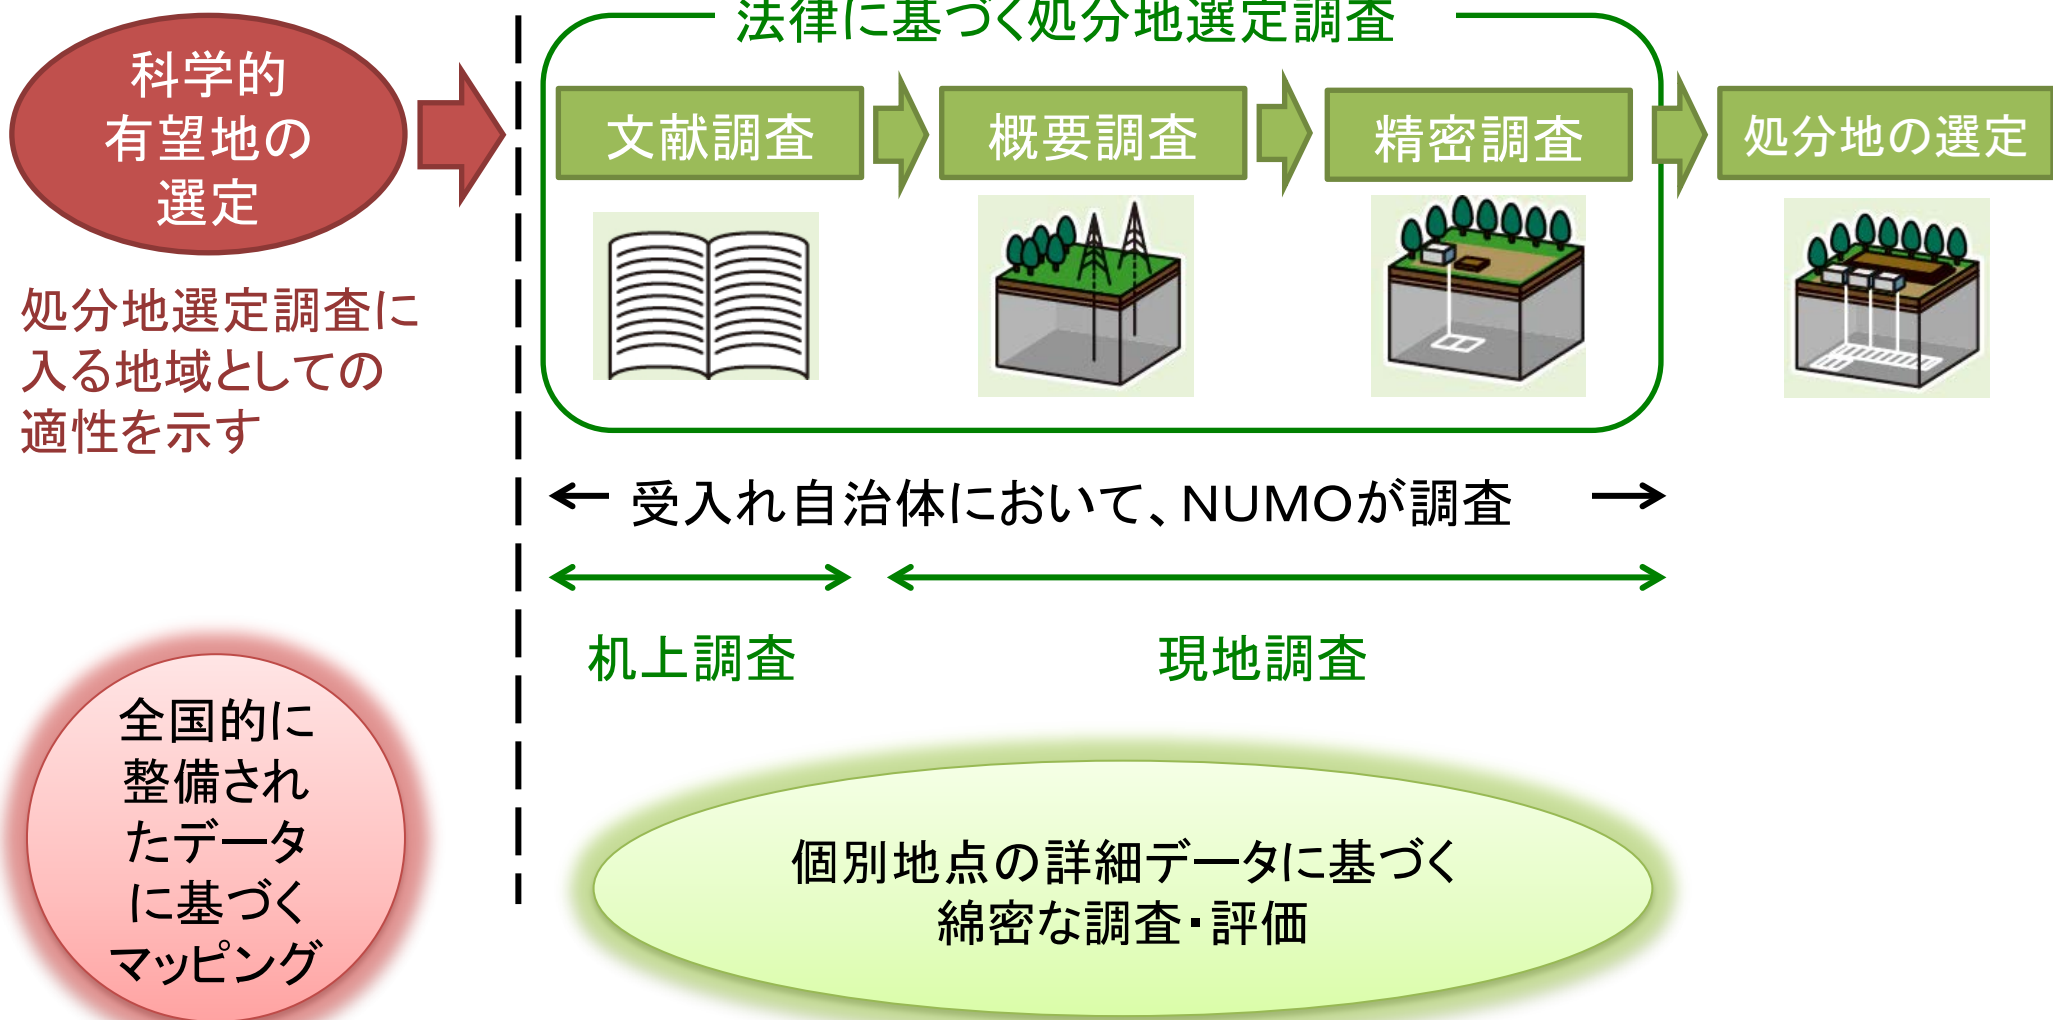 法律に基づく処分地選定調査
科学的
有望地の
選定
文献調査
概要調査
精密調査
処分地の選定
処分地選定調査に
入る地域としての
適性を示す
受入れ自治体において、NUMOが調査
机上調査
現地調査
全国的に
整備され
たデータ
に基づく
マッピング
個別地点の詳細データに基づく
綿密な調査・評価